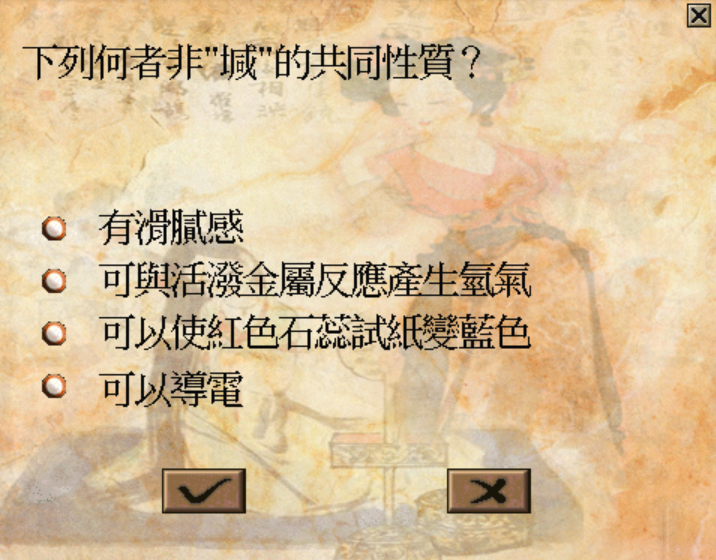 下列何者非"堿"的共同性質？
有滑膩感
可與活潑金屬反應產生氫氣
可以使紅色石蕊試紙變藍色
可以導電